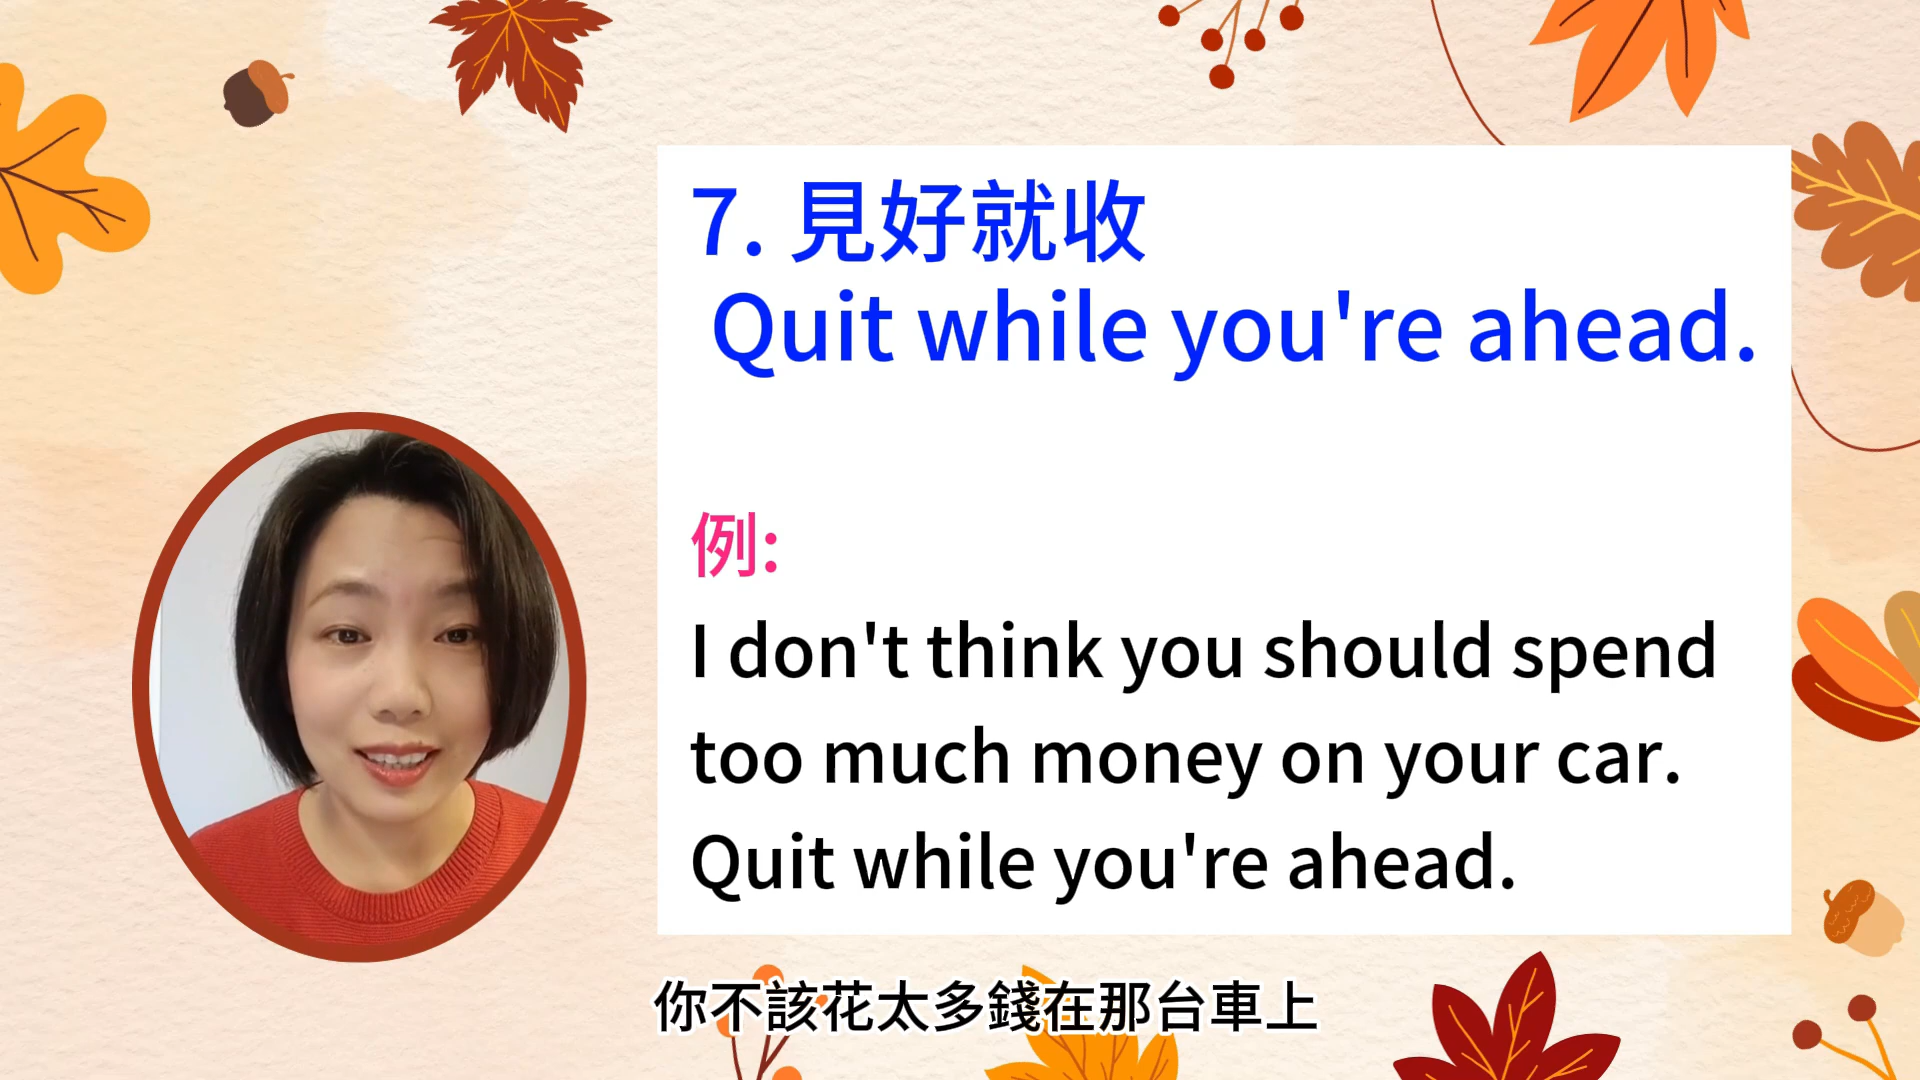 7. 見好就收
Quit while you're ahead.
例:
I don't think you should spend
too much money on your car.
Quit while you're ahead.
你不該花太多錢在那台車上